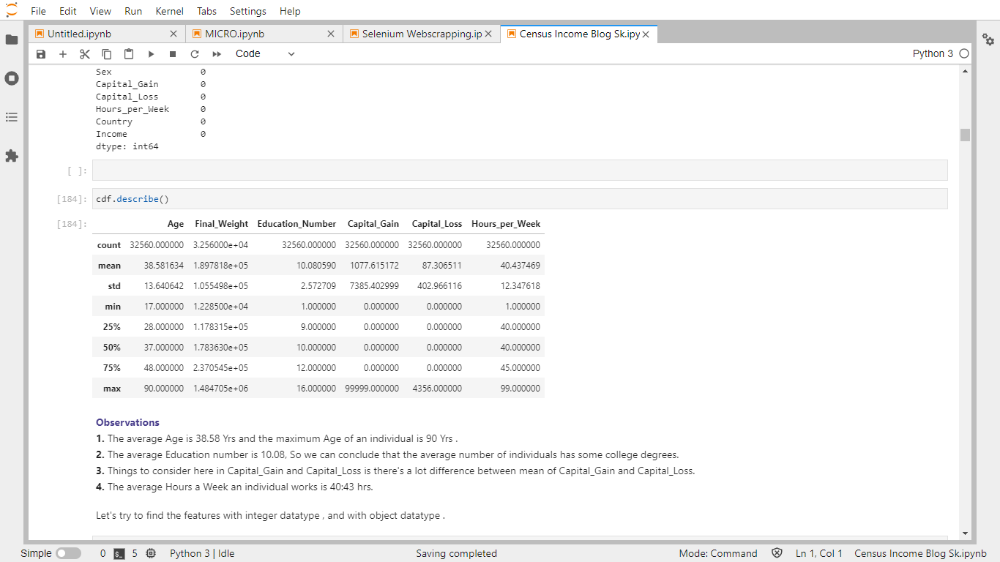 File Edit View Run Kernel Tabs Settings Help
Untitled.ipynb MICRO.ipynb Selenium Webscrapping.ip Census Income Blog Sk.ipy
Code Python 3
Sex 0
Capital_Gain 0
Capital_Loss 0
Hours_per_Week 0
Country 0
Income 0
dtype: int64
[ ]:
[184]: cdf.describe()
[184]: Age Final_Weight Education_Number Capital_Gain Capital_Loss Hours_per_Week
count 32560.000000 3.256000e+04 32560.000000 32560.000000 32560.000000 32560.000000
mean 38.581634 1.897818e+05 10.080590 1077.615172 87.306511 40.437469
std 13.640642 1.055498e+05 2.572709 7385.402999 402.966116 12.347618
min 17.000000 1.228500e+04 1.000000 0.000000 0.000000 1.000000
25% 28.000000 1.178315e+05 9.000000 0.000000 0.000000 40.000000
50% 37.000000 1.783630e+05 10.000000 0.000000 0.000000 40.000000
75% 48.000000 2.370545e+05 12.000000 0.000000 0.000000 45.000000
max 90.000000 1.484705e+06 16.000000 99999.000000 4356.000000 99.000000
Observations
1. The average Age is 38.58 Yrs and the maximum Age of an individual is 90 Yrs .
2. The average Education number is 10.08, So we can conclude that the average number of individuals has some college degrees.
3. Things to consider here in Capital_Gain and Capital_Loss is there's a lot difference between mean of Capital_Gain and Capital_Loss.
4. The average Hours a Week an individual works is 40:43 hrs.
Let's try to find the features with integer datatype , and with object datatype .
Simple 0 5 Python 3 | Idle Saving completed Mode: Command Ln 1, Col 1 Census Income Blog Sk.ipynb